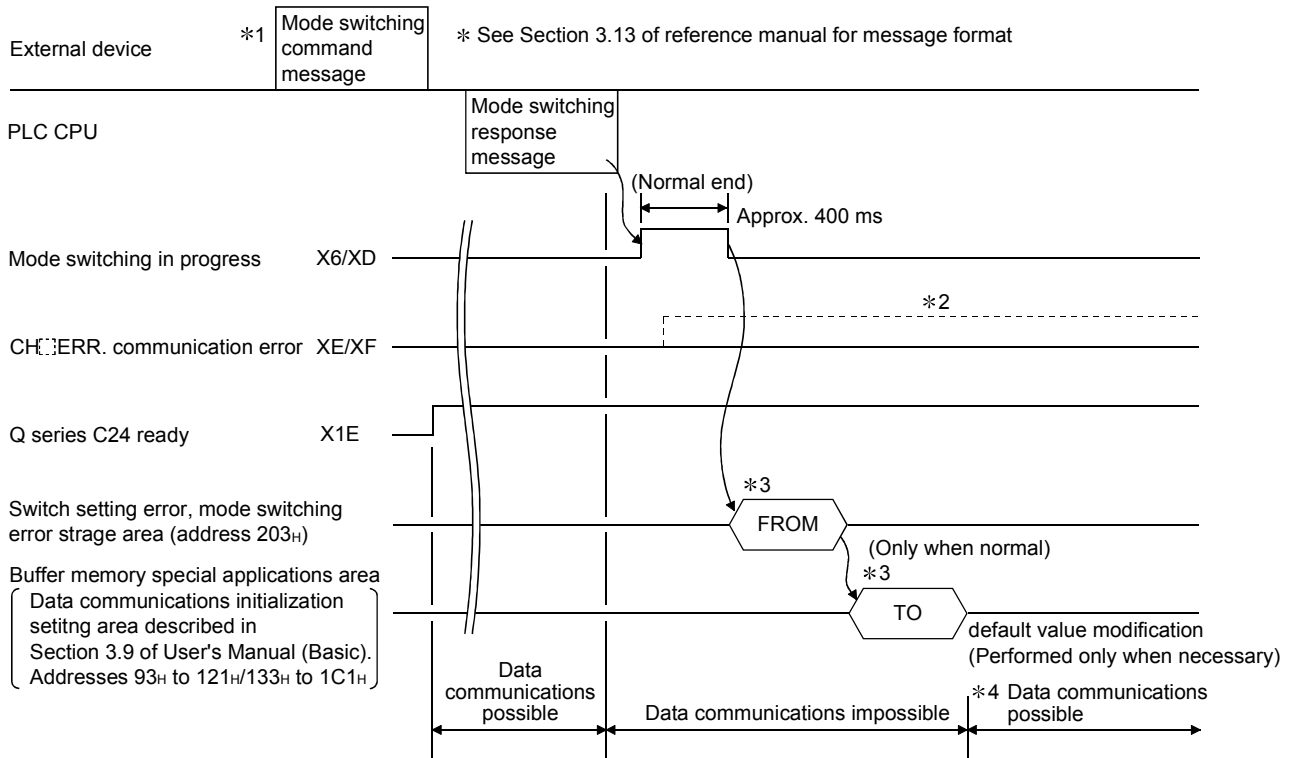 External device
∗1
Mode switching
command
message
∗ See Section 3.13 of reference manual for message format
PLC CPU
Mode switching
response
message
(Normal end)
Approx. 400 ms
Mode switching in progress X6/XD
∗2
CH ERR. communication error XE/XF
Q series C24 ready X1E
Switch setting error, mode switching
error strage area (address 203H)
∗3
FROM
(Only when normal)
Buffer memory special applications area
Data communications initialization
setitng area described in
Section 3.9 of User's Manual (Basic).
Addresses 93H to 121H/133H to 1C1H
∗3
TO
default value modification
(Performed only when necessary)
Data
communications
possible
Data communications impossible
∗4 Data communications
possible